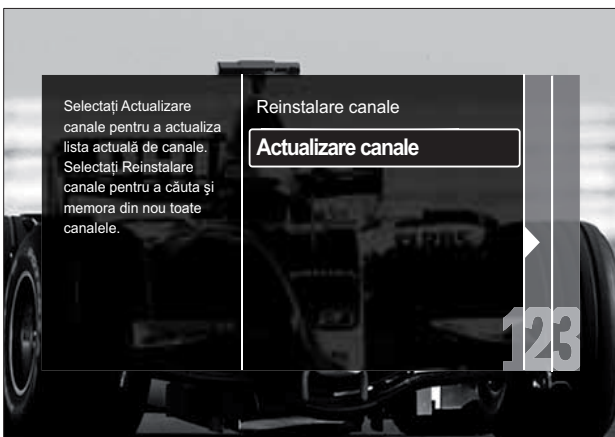 Selectați Actualizare
canale pentru a actualiza
lista actuală de canale.
Selectați Reinstalare
canale pentru a căuta şi
memora din nou toate
canalele.
Reinstalare canale
Actualizare canale
123